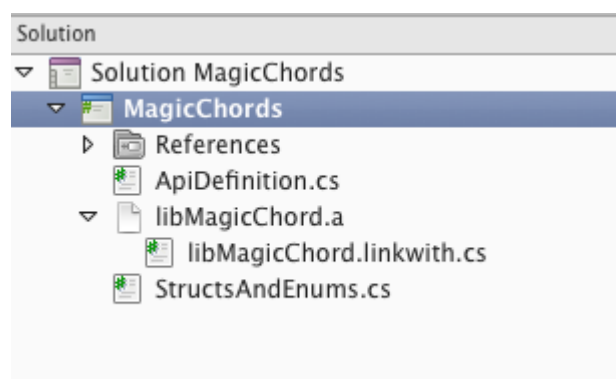 Solution
Solution MagicChords
MagicChords
References
ApiDefinition.cs
libMagicChord.a
libMagicChord.linkwith.cs
StructsAndEnums.cs